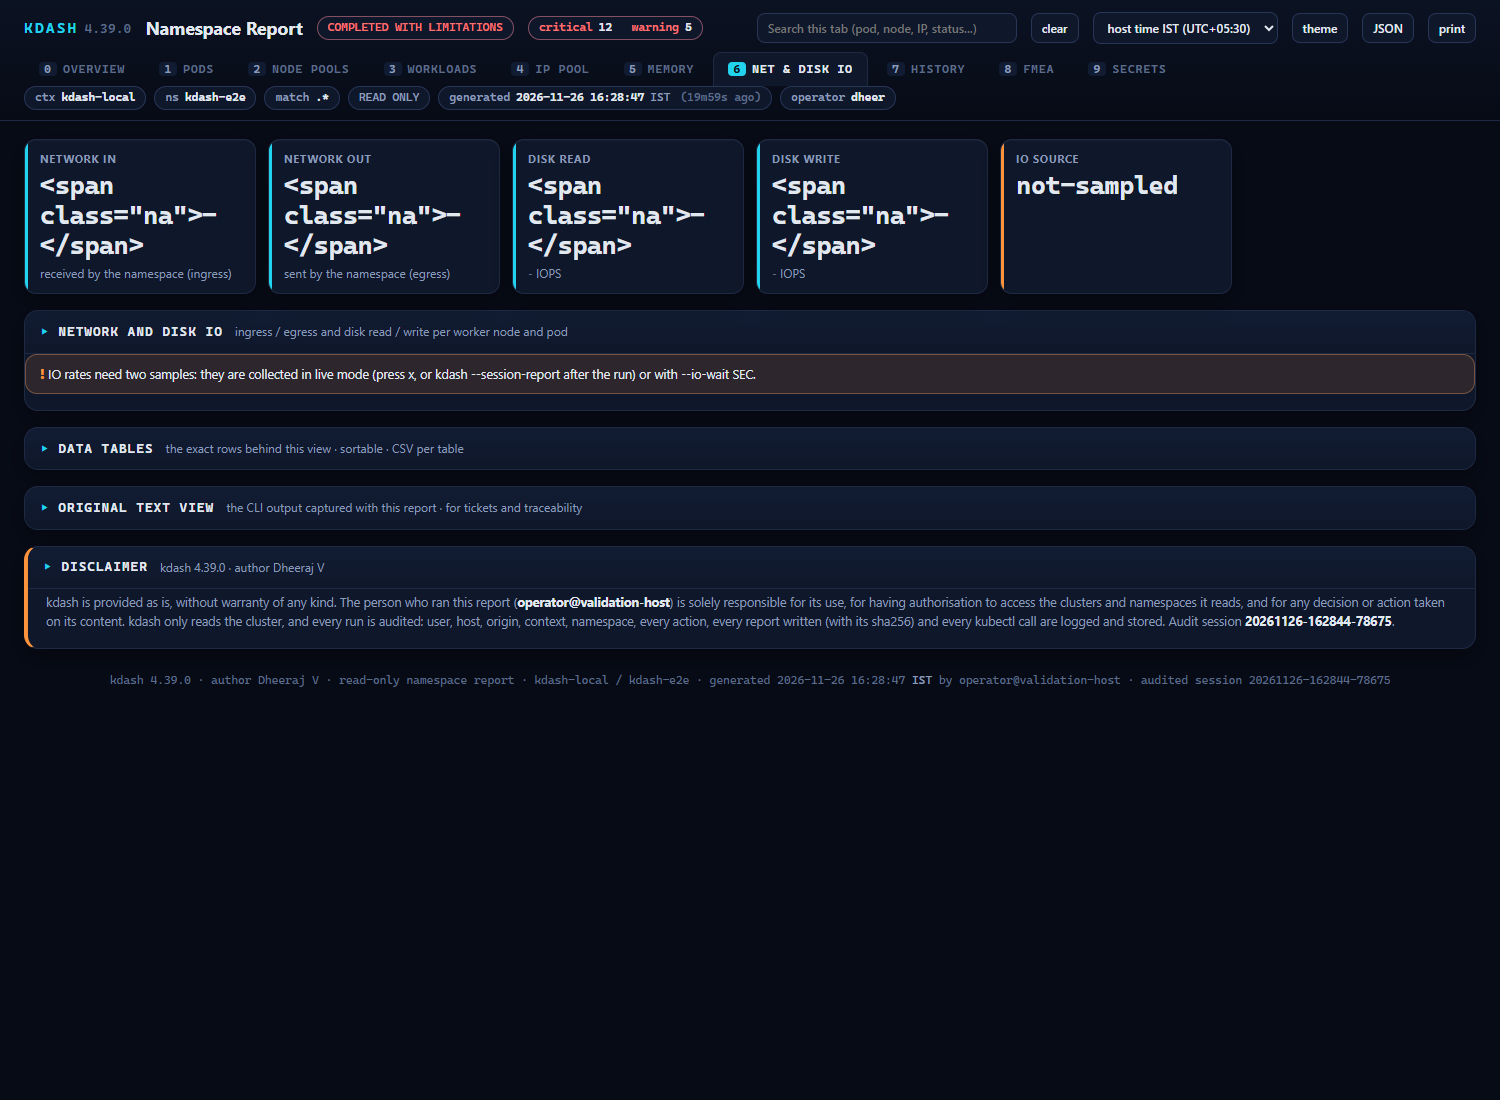 KDASH 4.39.0 Namespace Report COMPLETED WITH LIMITATIONS critical 12 warning 5 Search this tab (pod, node, IP, status...) clear host time IST (UTC+05:30) theme JSON print
0 OVERVIEW 1 PODS 2 NODE POOLS 3 WORKLOADS 4 IP POOL 5 MEMORY 6 NET & DISK IO 7 HISTORY 8 FMEA 9 SECRETS
ctx kdash-local ns kdash-e2e match .* READ ONLY generated 2026-11-26 16:28:47 IST (19m59s ago) operator dheer
NETWORK IN
<span
class="na">-
</span>
received by the namespace (ingress)
NETWORK OUT
<span
class="na">-
</span>
sent by the namespace (egress)
DISK READ
<span
class="na">-
</span>
- IOPS
DISK WRITE
<span
class="na">-
</span>
- IOPS
IO SOURCE
not-sampled
▸ NETWORK AND DISK IO ingress / egress and disk read / write per worker node and pod
! IO rates need two samples: they are collected in live mode (press x, or kdash --session-report after the run) or with --io-wait SEC.
▸ DATA TABLES the exact rows behind this view · sortable · CSV per table
▸ ORIGINAL TEXT VIEW the CLI output captured with this report · for tickets and traceability
▸ DISCLAIMER kdash 4.39.0 · author Dheeraj V
kdash is provided as is, without warranty of any kind. The person who ran this report (operator@validation-host) is solely responsible for its use, for having authorisation to access the clusters and namespaces it reads, and for any decision or action taken
on its content. kdash only reads the cluster, and every run is audited: user, host, origin, context, namespace, every action, every report written (with its sha256) and every kubectl call are logged and stored. Audit session 20261126-162844-78675.
kdash 4.39.0 · author Dheeraj V · read-only namespace report · kdash-local / kdash-e2e · generated 2026-11-26 16:28:47 IST by operator@validation-host · audited session 20261126-162844-78675